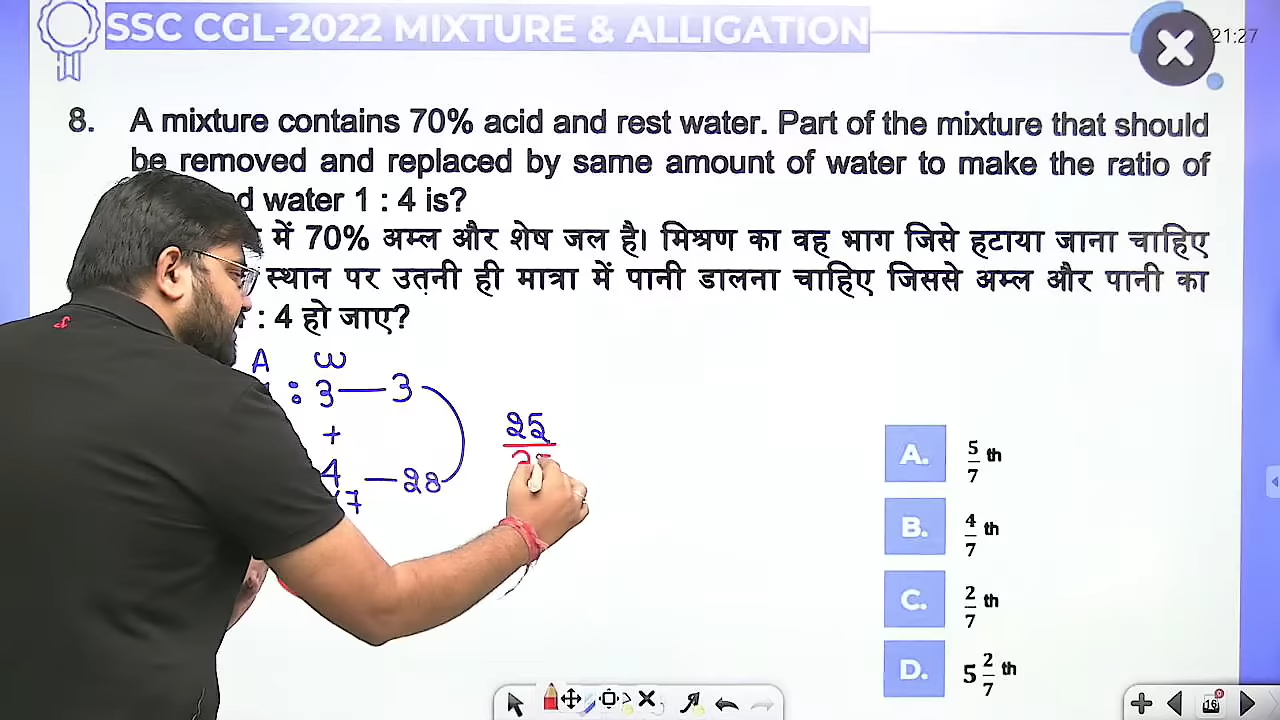 SSC CGL-2022 MIXTURE & ALLIGATION
21:27
8. A mixture contains 70% acid and rest water. Part of the mixture that should
be removed and replaced by same amount of water to make the ratio of
d water 1 : 4 is?
में 70% अम्ल और शेष जल है। मिश्रण का वह भाग जिसे हटाया जाना चाहिए
स्थान पर उतनी ही मात्रा में पानी डालना चाहिए जिससे अम्ल और पानी का
: 4 हो जाए?
A W
: 3 — 3
+
4 — 28
7
25
A. 5/7 th
B. 4/7 th
C. 2/7 th
D. 5 2/7 th
16